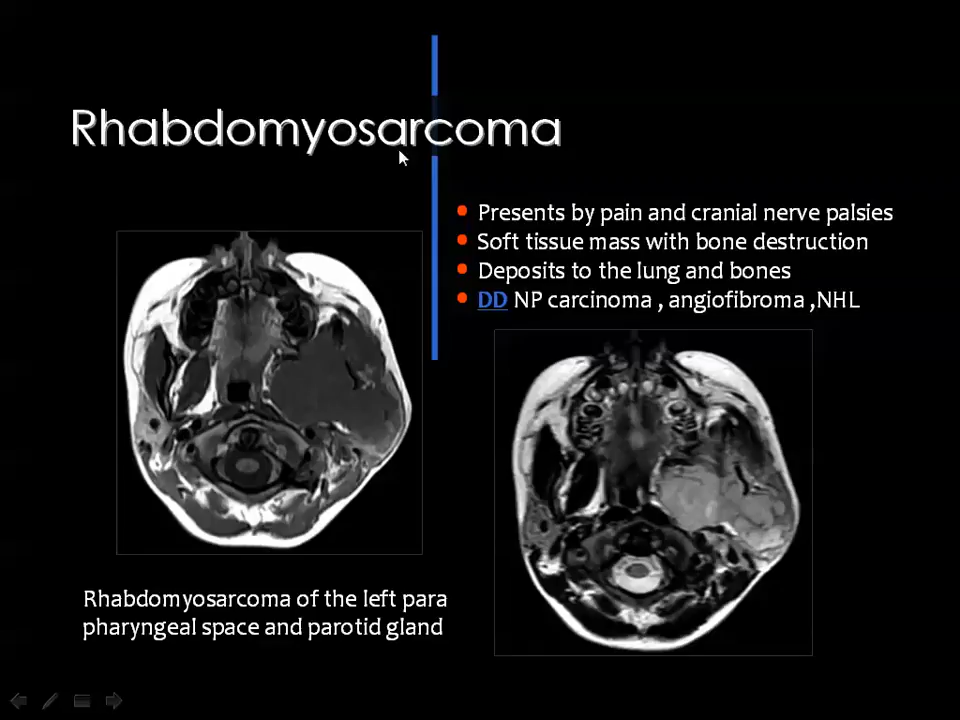 Rhabdomyosarcoma
Presents by pain and cranial nerve palsies
Soft tissue mass with bone destruction
Deposits to the lung and bones
DD NP carcinoma , angiofibroma ,NHL
Rhabdomyosarcoma of the left para
pharyngeal space and parotid gland